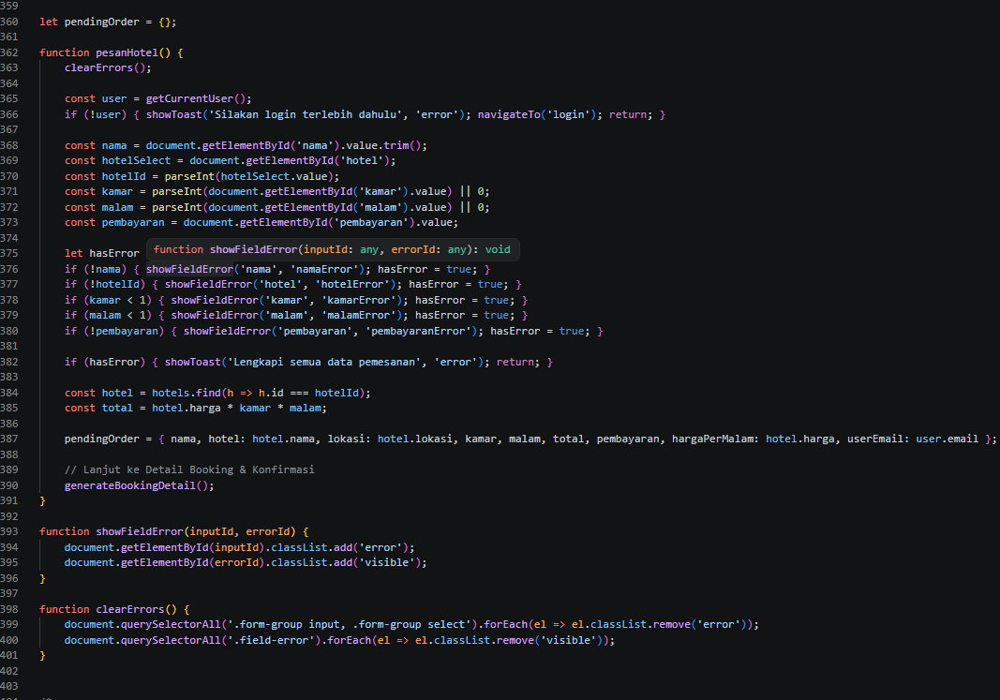 359
360 let pendingOrder = {};
361
362 function pesanHotel() {
363 clearErrors();
364
365 const user = getCurrentUser();
366 if (!user) { showToast('Silakan login terlebih dahulu', 'error'); navigateTo('login'); return; }
367
368 const nama = document.getElementById('nama').value.trim();
369 const hotelSelect = document.getElementById('hotel');
370 const hotelId = parseInt(hotelSelect.value);
371 const kamar = parseInt(document.getElementById('kamar').value) || 0;
372 const malam = parseInt(document.getElementById('malam').value) || 0;
373 const pembayaran = document.getElementById('pembayaran').value;
374
function showFieldError(inputId: any, errorId: any): void
375 let hasError
376 if (!nama) { showFieldError('nama', 'namaError'); hasError = true; }
377 if (!hotelId) { showFieldError('hotel', 'hotelError'); hasError = true; }
378 if (kamar < 1) { showFieldError('kamar', 'kamarError'); hasError = true; }
379 if (malam < 1) { showFieldError('malam', 'malamError'); hasError = true; }
380 if (!pembayaran) { showFieldError('pembayaran', 'pembayaranError'); hasError = true; }
381
382 if (hasError) { showToast('Lengkapi semua data pemesanan', 'error'); return; }
383
384 const hotel = hotels.find(h => h.id === hotelId);
385 const total = hotel.harga * kamar * malam;
386
387 pendingOrder = { nama, hotel: hotel.nama, lokasi: hotel.lokasi, kamar, malam, total, pembayaran, hargaPerMalam: hotel.harga, userEmail: user.email };
388
389 // Lanjut ke Detail Booking & Konfirmasi
390 generateBookingDetail();
391 }
392
393 function showFieldError(inputId, errorId) {
394 document.getElementById(inputId).classList.add('error');
395 document.getElementById(errorId).classList.add('visible');
396 }
397
398 function clearErrors() {
399 document.querySelectorAll('.form-group input, .form-group select').forEach(el => el.classList.remove('error'));
400 document.querySelectorAll('.field-error').forEach(el => el.classList.remove('visible'));
401 }
402
403